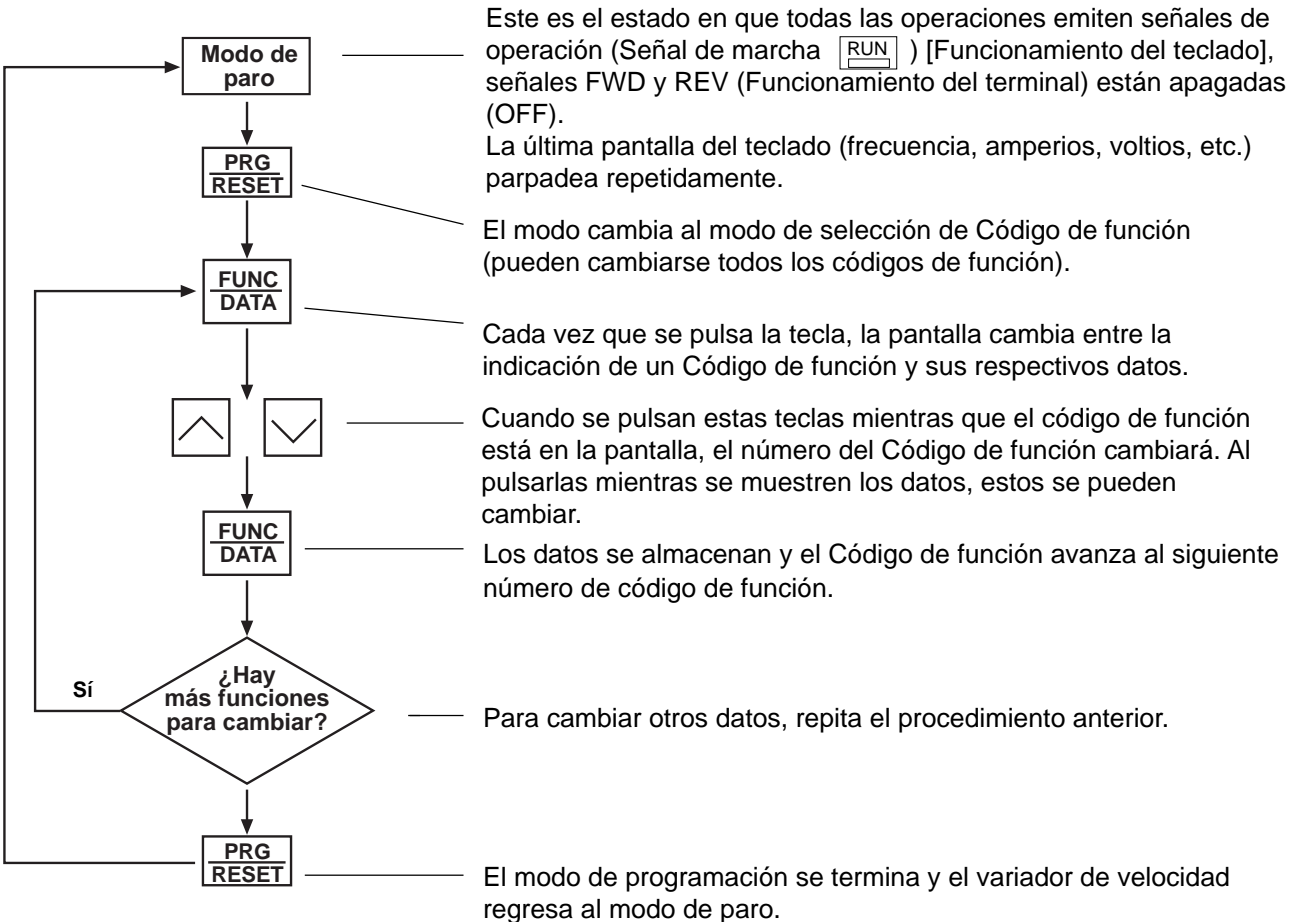 Modo de
paro
Este es el estado en que todas las operaciones emiten señales de
operación (Señal de marcha RUN ) [Funcionamiento del teclado],
señales FWD y REV (Funcionamiento del terminal) están apagadas
(OFF).
La última pantalla del teclado (frecuencia, amperios, voltios, etc.)
parpadea repetidamente.
PRG
RESET
El modo cambia al modo de selección de Código de función
(pueden cambiarse todos los códigos de función).
FUNC
DATA
Cada vez que se pulsa la tecla, la pantalla cambia entre la
indicación de un Código de función y sus respectivos datos.
Cuando se pulsan estas teclas mientras que el código de función
está en la pantalla, el número del Código de función cambiará. Al
pulsarlas mientras se muestren los datos, estos se pueden
cambiar.
FUNC
DATA
Los datos se almacenan y el Código de función avanza al siguiente
número de código de función.
¿Hay
más funciones
para cambiar?
Sí
Para cambiar otros datos, repita el procedimiento anterior.
PRG
RESET
El modo de programación se termina y el variador de velocidad
regresa al modo de paro.